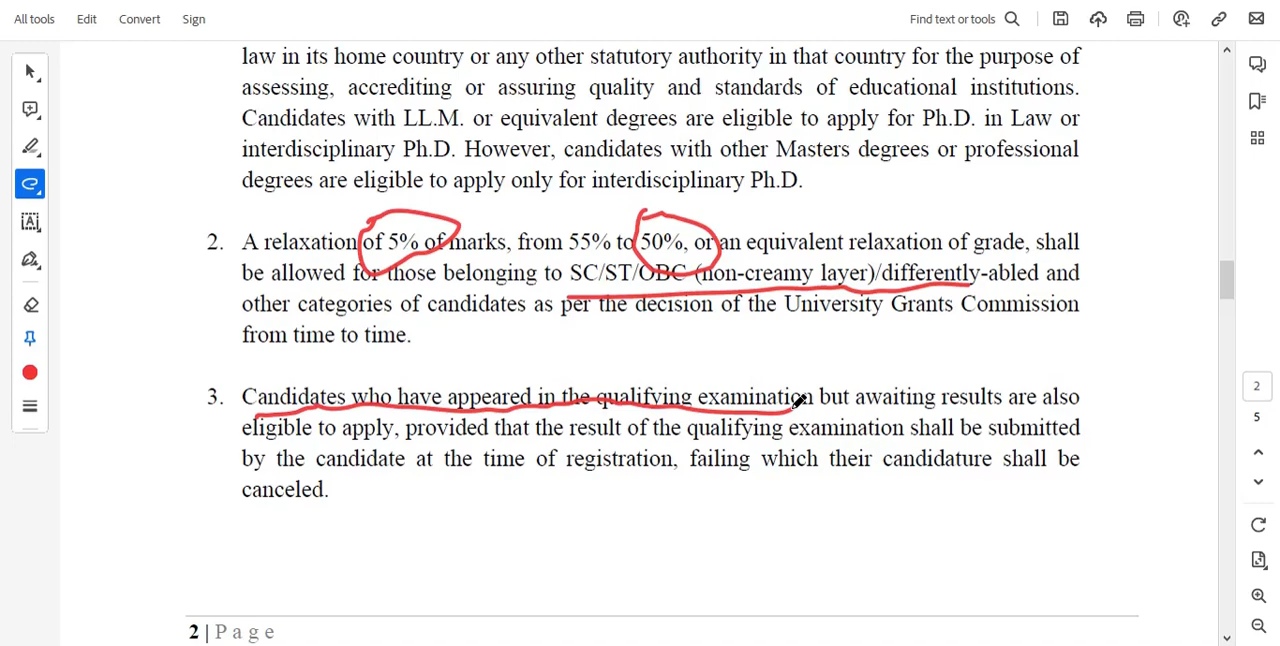 All tools Edit Convert Sign Find text or tools
law in its home country or any other statutory authority in that country for the purpose of
assessing, accrediting or assuring quality and standards of educational institutions.
Candidates with LL.M. or equivalent degrees are eligible to apply for Ph.D. in Law or
interdisciplinary Ph.D. However, candidates with other Masters degrees or professional
degrees are eligible to apply only for interdisciplinary Ph.D.
2. A relaxation of 5% of marks, from 55% to 50%, or an equivalent relaxation of grade, shall
be allowed for those belonging to SC/ST/OBC (non-creamy layer)/differently-abled and
other categories of candidates as per the decision of the University Grants Commission
from time to time.
3. Candidates who have appeared in the qualifying examination but awaiting results are also
eligible to apply, provided that the result of the qualifying examination shall be submitted
by the candidate at the time of registration, failing which their candidature shall be
canceled.
2 | Page
2
5